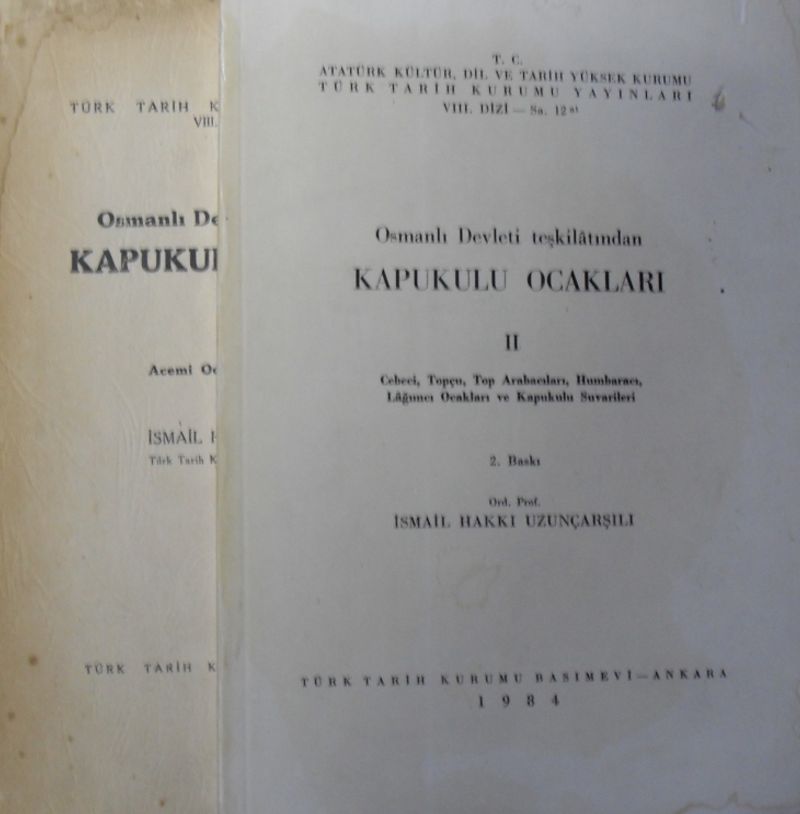 TÜRK TARİH K
VIII.
Osmanlı De
KAPUKUL
Acemi Oc
İSMAİL H
Türk Tarih K
TÜRK TARİH K
T. C.
ATATÜRK KÜLTÜR, DİL VE TARİH YÜKSEK KURUMU
TÜRK TARİH KURUMU YAYINLARI
VIII. DİZİ — Sa. 12 a1
Osmanlı Devleti teşkilâtından
KAPUKULU OCAKLARI
II
Cebeci, Topçu, Top Arabacıları, Humbaracı,
Lâğımcı Ocakları ve Kapukulu Suvarileri
2. Baskı
Ord. Prof.
İSMAİL HAKKI UZUNÇARŞILI
TÜRK TARİH KURUMU BASIMEVİ — ANKARA
1984